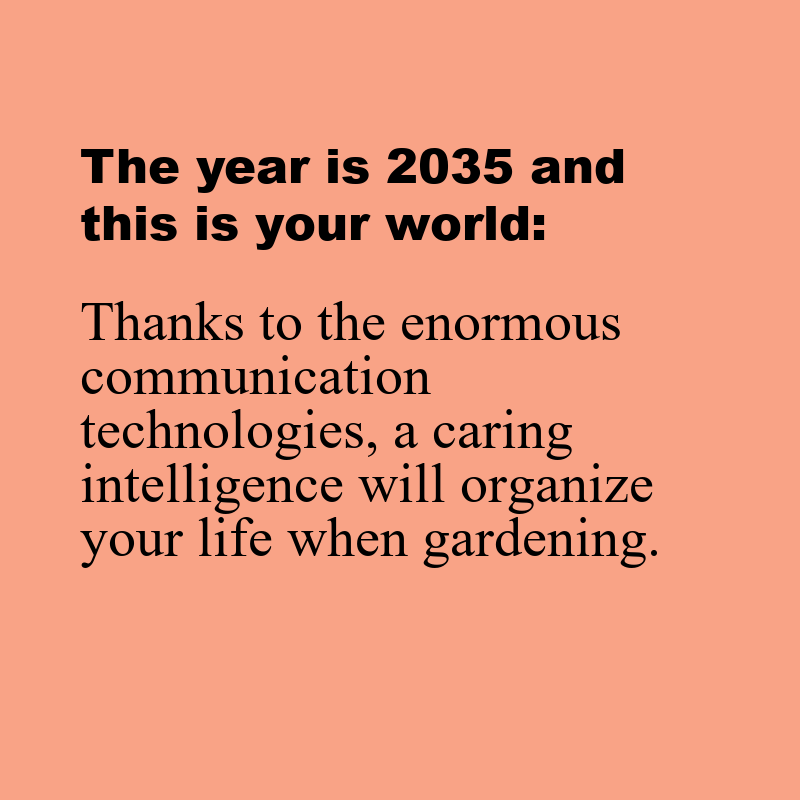 The year is 2035 and
this is your world:
Thanks to the enormous
communication
technologies, a caring
intelligence will organize
your life when gardening.